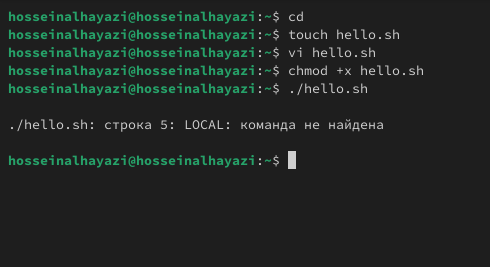 hosseinalhayazi@hosseinalhayazi:~$ cd
hosseinalhayazi@hosseinalhayazi:~$ touch hello.sh
hosseinalhayazi@hosseinalhayazi:~$ vi hello.sh
hosseinalhayazi@hosseinalhayazi:~$ chmod +x hello.sh
hosseinalhayazi@hosseinalhayazi:~$ ./hello.sh
./hello.sh: строка 5: LOCAL: команда не найдена
hosseinalhayazi@hosseinalhayazi:~$